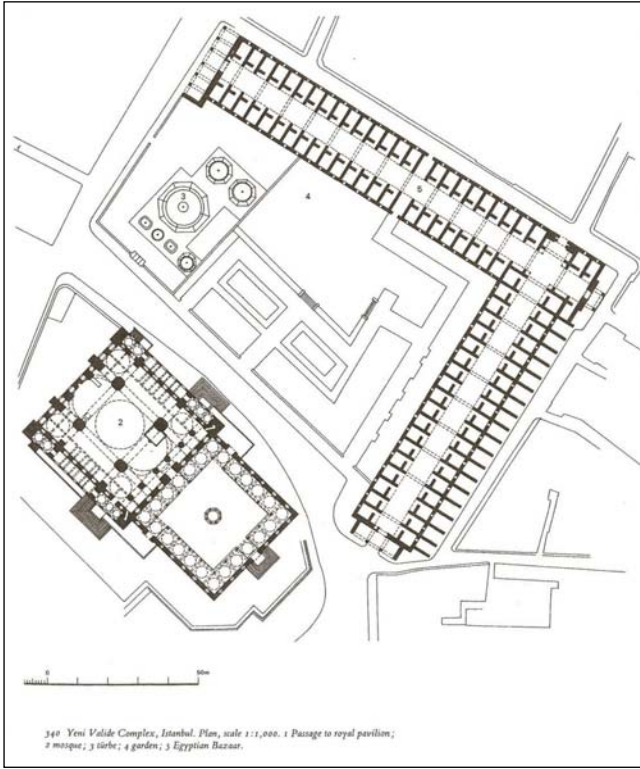 5
3
4
2
0
50m
340 Yeni Valide Complex, Istanbul. Plan, scale 1:1,000. 1 Passage to royal pavilion;
2 mosque; 3 türbe; 4 garden; 5 Egyptian Bazaar.